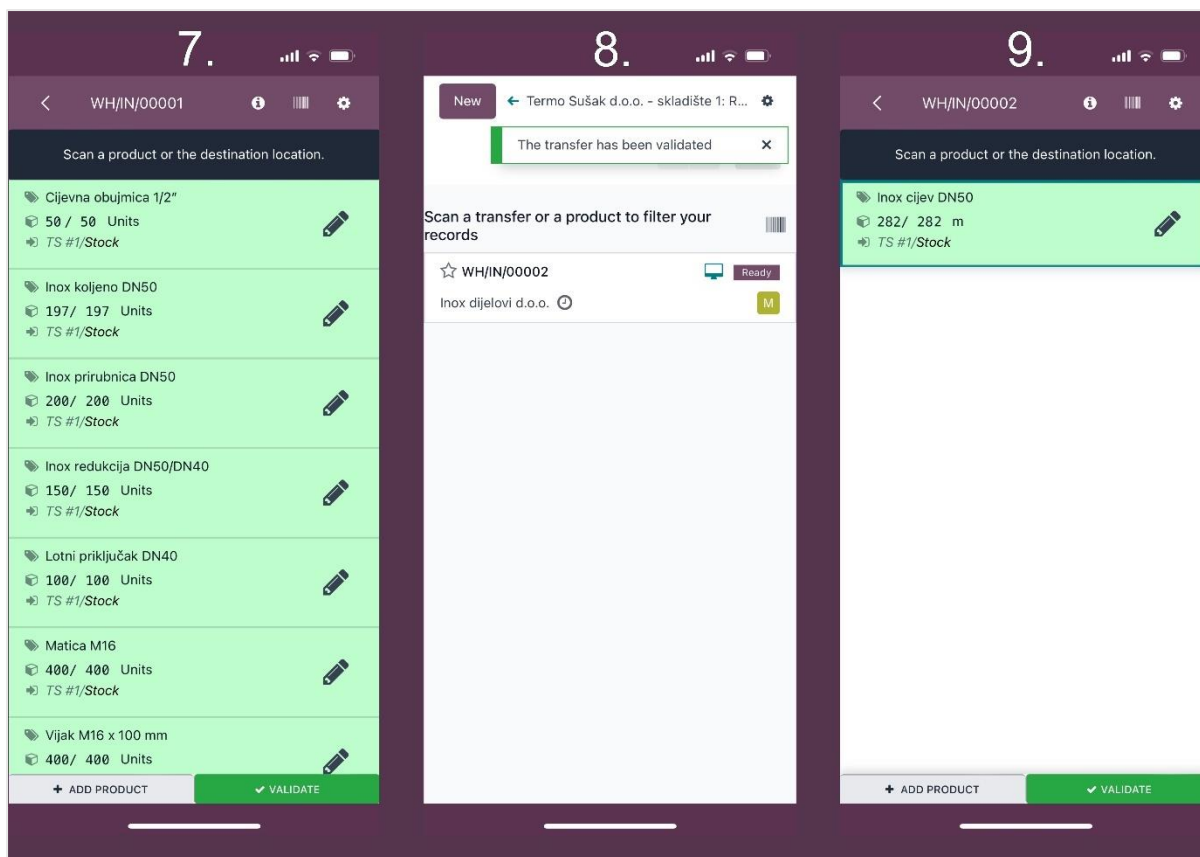 7.
WH/IN/00001
Scan a product or the destination location.
Cijevna obujmica 1/2"
50 / 50 Units
TS #1/Stock
Inox koljeno DN50
197/ 197 Units
TS #1/Stock
Inox prirubnica DN50
200/ 200 Units
TS #1/Stock
Inox redukcija DN50/DN40
150/ 150 Units
TS #1/Stock
Lotni priključak DN40
100/ 100 Units
TS #1/Stock
Matica M16
400/ 400 Units
TS #1/Stock
Vijak M16 x 100 mm
400/ 400 Units
+ ADD PRODUCT
VALIDATE
8.
New
Termo Sušak d.o.o. - skladište 1: R...
The transfer has been validated
Scan a transfer or a product to filter your
records
WH/IN/00002
Ready
Inox dijelovi d.o.o.
M
9.
WH/IN/00002
Scan a product or the destination location.
Inox cijev DN50
282/ 282 m
TS #1/Stock
+ ADD PRODUCT
VALIDATE